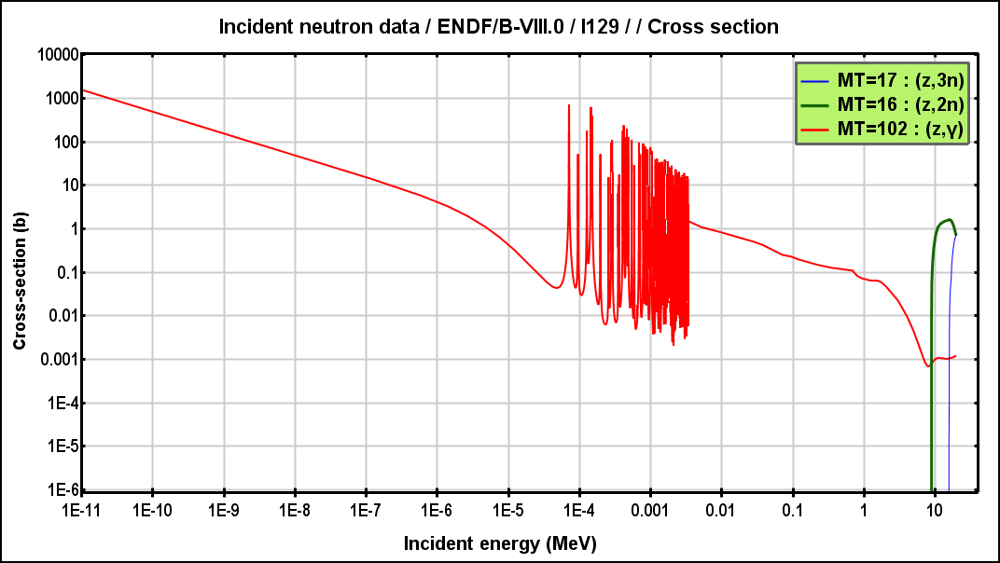 Incident neutron data / ENDF/B-VIII.0 / I129 / / Cross section
MT=17 : (z,3n)
MT=16 : (z,2n)
MT=102 : (z,γ)
Cross-section (b)
10000
1000
100
10
1
0.1
0.01
0.001
1E-4
1E-5
1E-6
1E-11 1E-10 1E-9 1E-8 1E-7 1E-6 1E-5 1E-4 0.001 0.01 0.1 1 10
Incident energy (MeV)